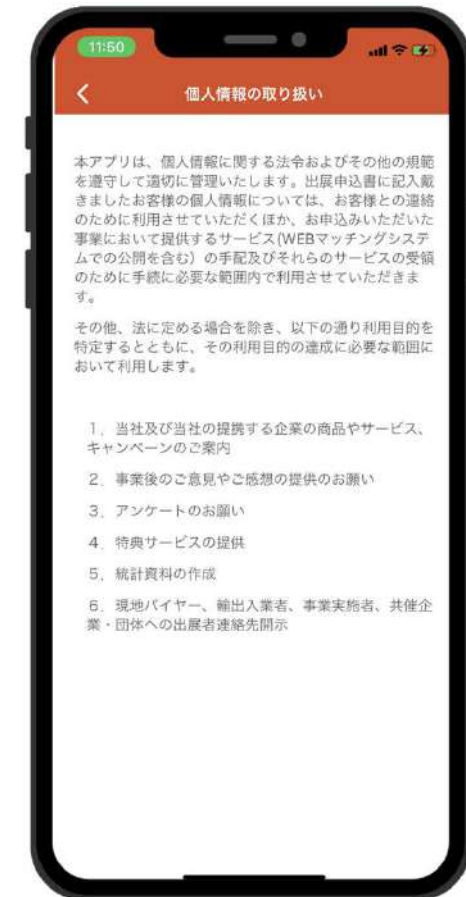 11:50
個人情報の取り扱い
本アプリは、個人情報に関する法令およびその他の規範
を遵守して適切に管理いたします。出展申込書に記入戴
きましたお客様の個人情報については、お客様との連絡
のために利用させていただくほか、お申込みいただいた
事業において提供するサービス(WEBマッチングシステ
ムでの公開を含む）の手配及びそれらのサービスの受領
のために手続に必要な範囲内で利用させていただきま
す。
その他、法に定める場合を除き、以下の通り利用目的を
特定するとともに、その利用目的の達成に必要な範囲に
おいて利用します。
１．当社及び当社の提携する企業の商品やサービス、
キャンペーンのご案内
２．事業後のご意見やご感想の提供のお願い
３．アンケートのお願い
４．特典サービスの提供
５．統計資料の作成
６．現地バイヤー、輸出入業者、事業実施者、共催企
業・団体への出展者連絡先開示